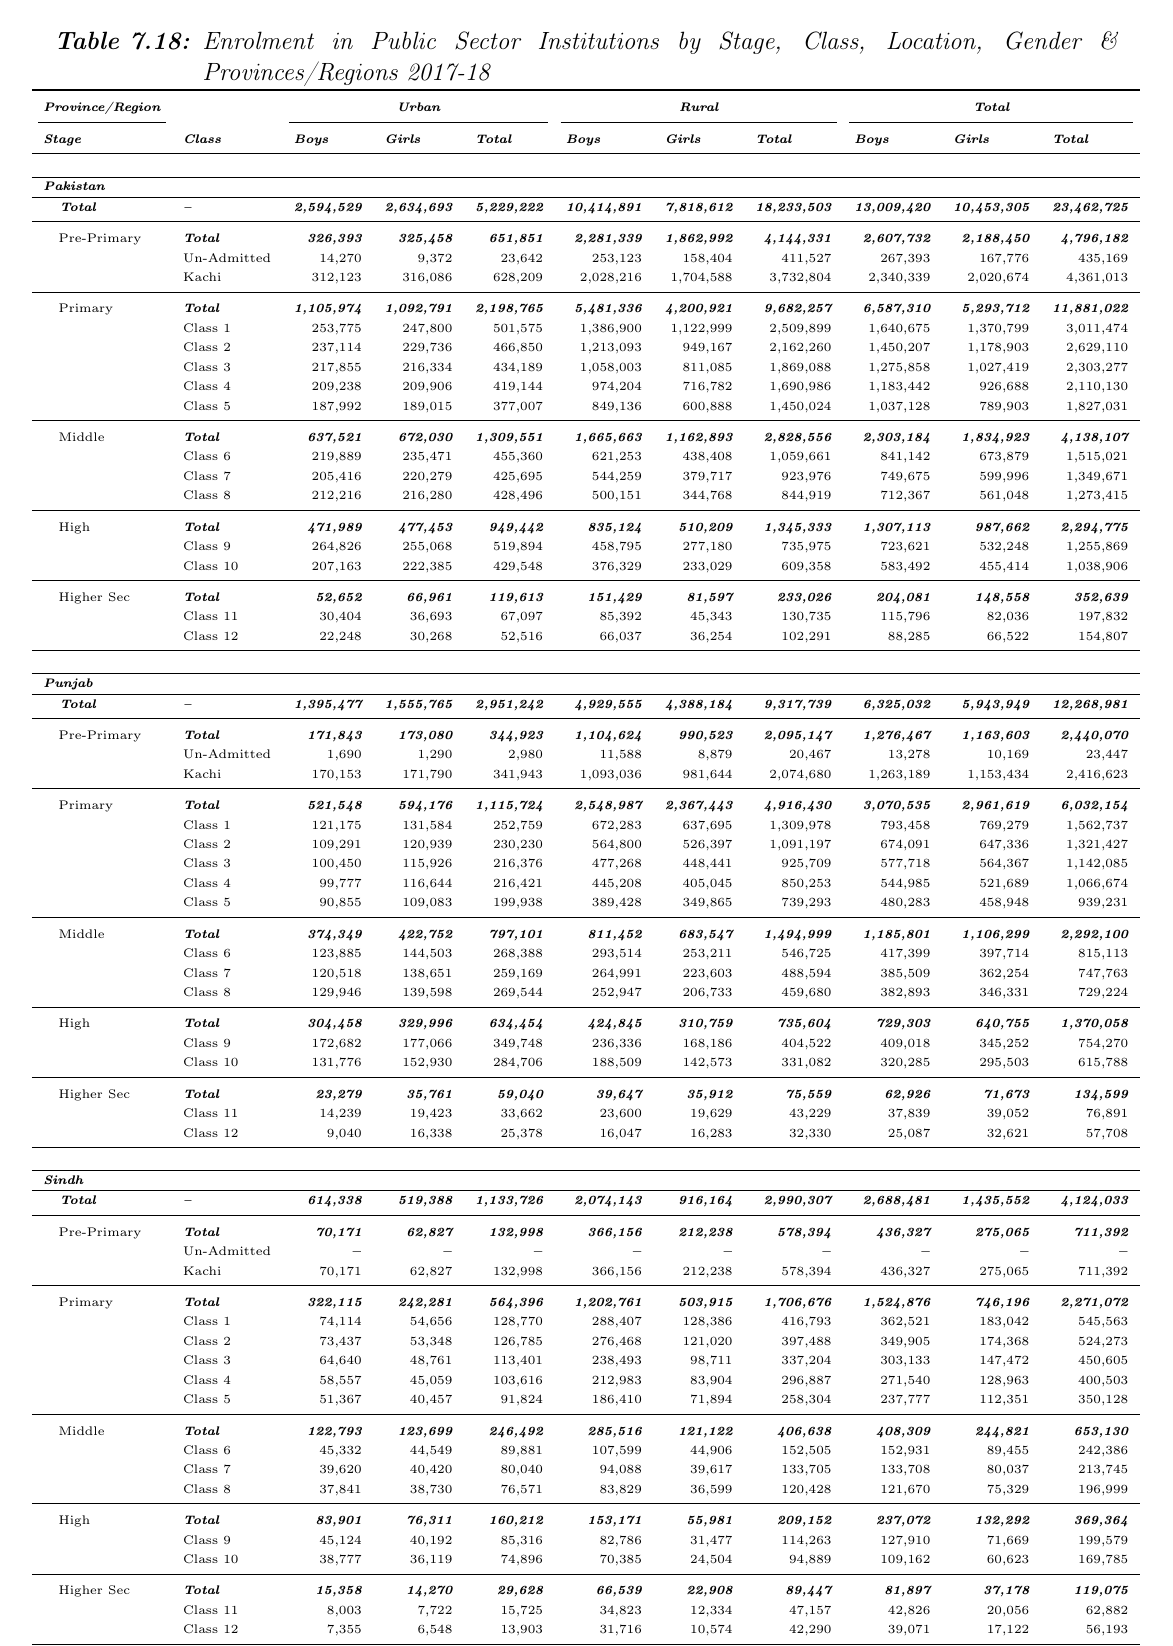 Table 7.18: Enrolment in Public Sector Institutions by Stage, Class, Location, Gender &
Provinces/Regions 2017-18
Province/Region Urban Rural Total
Stage Class Boys Girls Total Boys Girls Total Boys Girls Total
Pakistan
Total – 2,594,529 2,634,693 5,229,222 10,414,891 7,818,612 18,233,503 13,009,420 10,453,305 23,462,725
Pre-Primary Total 326,393 325,458 651,851 2,281,339 1,862,992 4,144,331 2,607,732 2,188,450 4,796,182
Un-Admitted 14,270 9,372 23,642 253,123 158,404 411,527 267,393 167,776 435,169
Kachi 312,123 316,086 628,209 2,028,216 1,704,588 3,732,804 2,340,339 2,020,674 4,361,013
Primary Total 1,105,974 1,092,791 2,198,765 5,481,336 4,200,921 9,682,257 6,587,310 5,293,712 11,881,022
Class 1 253,775 247,800 501,575 1,386,900 1,122,999 2,509,899 1,640,675 1,370,799 3,011,474
Class 2 237,114 229,736 466,850 1,213,093 949,167 2,162,260 1,450,207 1,178,903 2,629,110
Class 3 217,855 216,334 434,189 1,058,003 811,085 1,869,088 1,275,858 1,027,419 2,303,277
Class 4 209,238 209,906 419,144 974,204 716,782 1,690,986 1,183,442 926,688 2,110,130
Class 5 187,992 189,015 377,007 849,136 600,888 1,450,024 1,037,128 789,903 1,827,031
Middle Total 637,521 672,030 1,309,551 1,665,663 1,162,893 2,828,556 2,303,184 1,834,923 4,138,107
Class 6 219,889 235,471 455,360 621,253 438,408 1,059,661 841,142 673,879 1,515,021
Class 7 205,416 220,279 425,695 544,259 379,717 923,976 749,675 599,996 1,349,671
Class 8 212,216 216,280 428,496 500,151 344,768 844,919 712,367 561,048 1,273,415
High Total 471,989 477,453 949,442 835,124 510,209 1,345,333 1,307,113 987,662 2,294,775
Class 9 264,826 255,068 519,894 458,795 277,180 735,975 723,621 532,248 1,255,869
Class 10 207,163 222,385 429,548 376,329 233,029 609,358 583,492 455,414 1,038,906
Higher Sec Total 52,652 66,961 119,613 151,429 81,597 233,026 204,081 148,558 352,639
Class 11 30,404 36,693 67,097 85,392 45,343 130,735 115,796 82,036 197,832
Class 12 22,248 30,268 52,516 66,037 36,254 102,291 88,285 66,522 154,807
Punjab
Total – 1,395,477 1,555,765 2,951,242 4,929,555 4,388,184 9,317,739 6,325,032 5,943,949 12,268,981
Pre-Primary Total 171,843 173,080 344,923 1,104,624 990,523 2,095,147 1,276,467 1,163,603 2,440,070
Un-Admitted 1,690 1,290 2,980 11,588 8,879 20,467 13,278 10,169 23,447
Kachi 170,153 171,790 341,943 1,093,036 981,644 2,074,680 1,263,189 1,153,434 2,416,623
Primary Total 521,548 594,176 1,115,724 2,548,987 2,367,443 4,916,430 3,070,535 2,961,619 6,032,154
Class 1 121,175 131,584 252,759 672,283 637,695 1,309,978 793,458 769,279 1,562,737
Class 2 109,291 120,939 230,230 564,800 526,397 1,091,197 674,091 647,336 1,321,427
Class 3 100,450 115,926 216,376 477,268 448,441 925,709 577,718 564,367 1,142,085
Class 4 99,777 116,644 216,421 445,208 405,045 850,253 544,985 521,689 1,066,674
Class 5 90,855 109,083 199,938 389,428 349,865 739,293 480,283 458,948 939,231
Middle Total 374,349 422,752 797,101 811,452 683,547 1,494,999 1,185,801 1,106,299 2,292,100
Class 6 123,885 144,503 268,388 293,514 253,211 546,725 417,399 397,714 815,113
Class 7 120,518 138,651 259,169 264,991 223,603 488,594 385,509 362,254 747,763
Class 8 129,946 139,598 269,544 252,947 206,733 459,680 382,893 346,331 729,224
High Total 304,458 329,996 634,454 424,845 310,759 735,604 729,303 640,755 1,370,058
Class 9 172,682 177,066 349,748 236,336 168,186 404,522 409,018 345,252 754,270
Class 10 131,776 152,930 284,706 188,509 142,573 331,082 320,285 295,503 615,788
Higher Sec Total 23,279 35,761 59,040 39,647 35,912 75,559 62,926 71,673 134,599
Class 11 14,239 19,423 33,662 23,600 19,629 43,229 37,839 39,052 76,891
Class 12 9,040 16,338 25,378 16,047 16,283 32,330 25,087 32,621 57,708
Sindh
Total – 614,338 519,388 1,133,726 2,074,143 916,164 2,990,307 2,688,481 1,435,552 4,124,033
Pre-Primary Total 70,171 62,827 132,998 366,156 212,238 578,394 436,327 275,065 711,392
Un-Admitted – – – – – – – – –
Kachi 70,171 62,827 132,998 366,156 212,238 578,394 436,327 275,065 711,392
Primary Total 322,115 242,281 564,396 1,202,761 503,915 1,706,676 1,524,876 746,196 2,271,072
Class 1 74,114 54,656 128,770 288,407 128,386 416,793 362,521 183,042 545,563
Class 2 73,437 53,348 126,785 276,468 121,020 397,488 349,905 174,368 524,273
Class 3 64,640 48,761 113,401 238,493 98,711 337,204 303,133 147,472 450,605
Class 4 58,557 45,059 103,616 212,983 83,904 296,887 271,540 128,963 400,503
Class 5 51,367 40,457 91,824 186,410 71,894 258,304 237,777 112,351 350,128
Middle Total 122,793 123,699 246,492 285,516 121,122 406,638 408,309 244,821 653,130
Class 6 45,332 44,549 89,881 107,599 44,906 152,505 152,931 89,455 242,386
Class 7 39,620 40,420 80,040 94,088 39,617 133,705 133,708 80,037 213,745
Class 8 37,841 38,730 76,571 83,829 36,599 120,428 121,670 75,329 196,999
High Total 83,901 76,311 160,212 153,171 55,981 209,152 237,072 132,292 369,364
Class 9 45,124 40,192 85,316 82,786 31,477 114,263 127,910 71,669 199,579
Class 10 38,777 36,119 74,896 70,385 24,504 94,889 109,162 60,623 169,785
Higher Sec Total 15,358 14,270 29,628 66,539 22,908 89,447 81,897 37,178 119,075
Class 11 8,003 7,722 15,725 34,823 12,334 47,157 42,826 20,056 62,882
Class 12 7,355 6,548 13,903 31,716 10,574 42,290 39,071 17,122 56,193